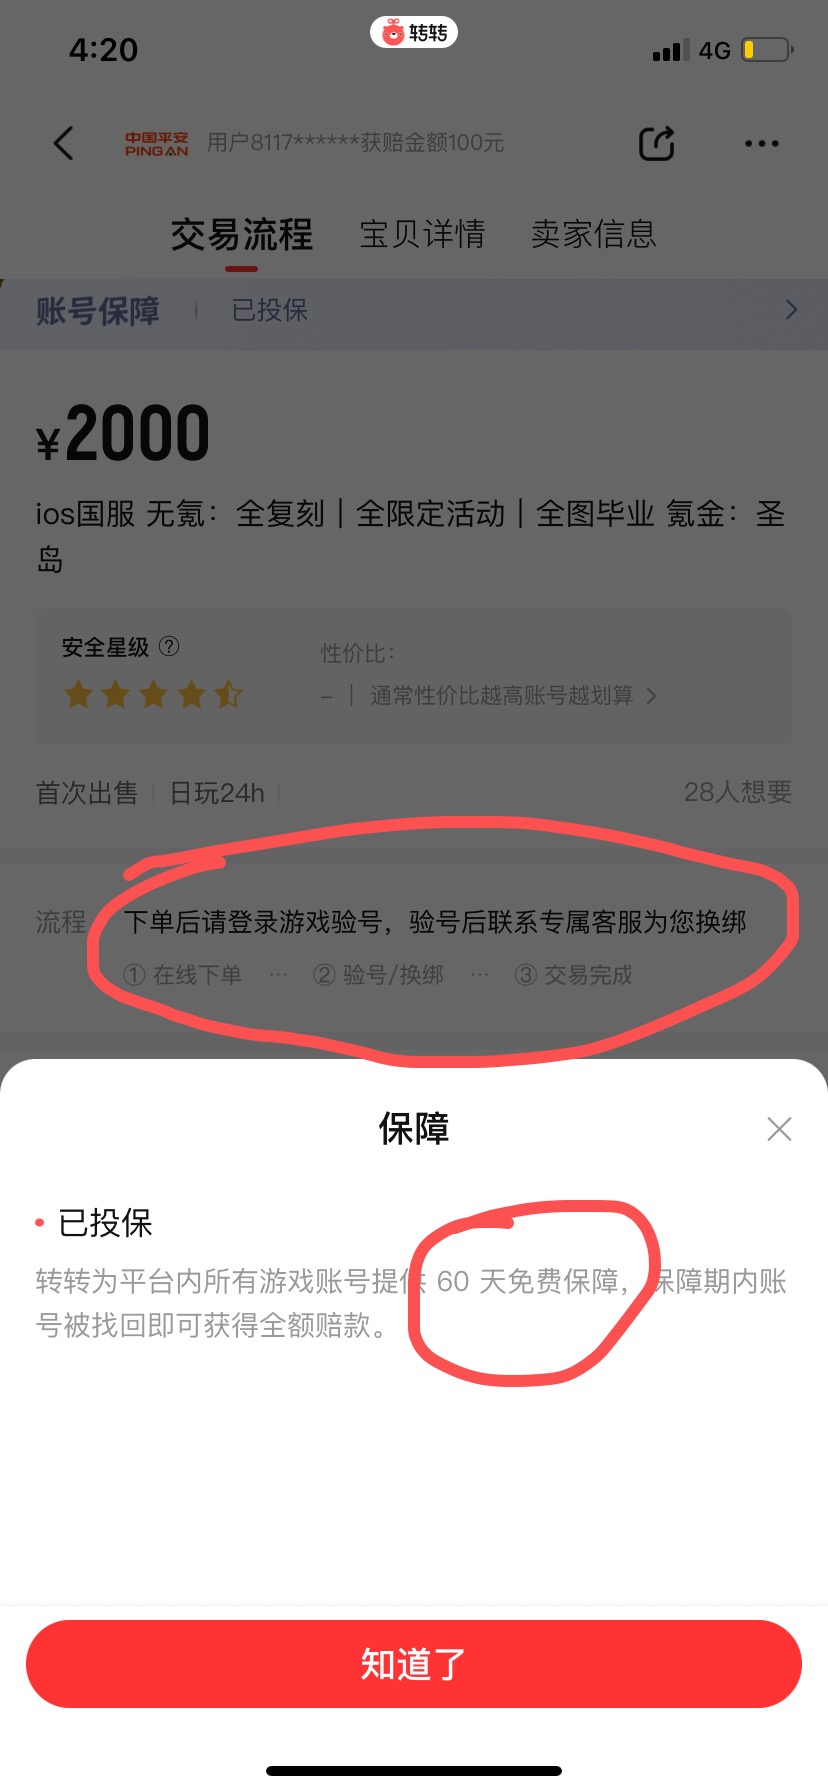 4:20
转转
4G
中国平安
PING AN
用户8117******获赔金额100元
交易流程 宝贝详情 卖家信息
账号保障 已投保
¥2000
ios国服 无氪：全复刻｜全限定活动｜全图毕业 氪金：圣
岛
安全星级 ?
性价比：
– ｜ 通常性价比越高账号越划算
首次出售 日玩24h 28人想要
流程 下单后请登录游戏验号，验号后联系专属客服为您换绑
① 在线下单 ··· ② 验号/换绑 ··· ③ 交易完成
保障
已投保
转转为平台内所有游戏账号提供 60 天免费保障，保障期内账
号被找回即可获得全额赔款。
知道了